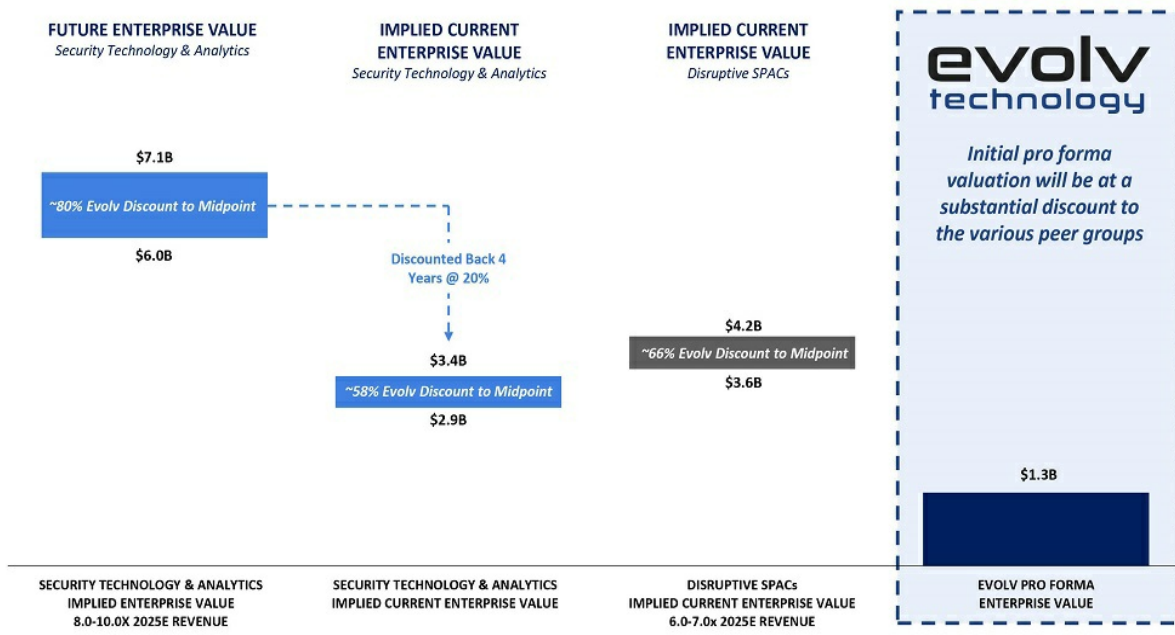 FUTURE ENTERPRISE VALUE
Security Technology & Analytics
IMPLIED CURRENT
ENTERPRISE VALUE
Security Technology & Analytics
IMPLIED CURRENT
ENTERPRISE VALUE
Disruptive SPACs
evolv
technology
Initial pro forma
valuation will be at a
substantial discount to
the various peer groups
$7.1B
~80% Evolv Discount to Midpoint
$6.0B
Discounted Back 4
Years @ 20%
$3.4B
~58% Evolv Discount to Midpoint
$2.9B
$4.2B
~66% Evolv Discount to Midpoint
$3.6B
$1.3B
SECURITY TECHNOLOGY & ANALYTICS
IMPLIED ENTERPRISE VALUE
8.0-10.0X 2025E REVENUE
SECURITY TECHNOLOGY & ANALYTICS
IMPLIED CURRENT ENTERPRISE VALUE
DISRUPTIVE SPACs
IMPLIED CURRENT ENTERPRISE VALUE
6.0-7.0x 2025E REVENUE
EVOLV PRO FORMA
ENTERPRISE VALUE